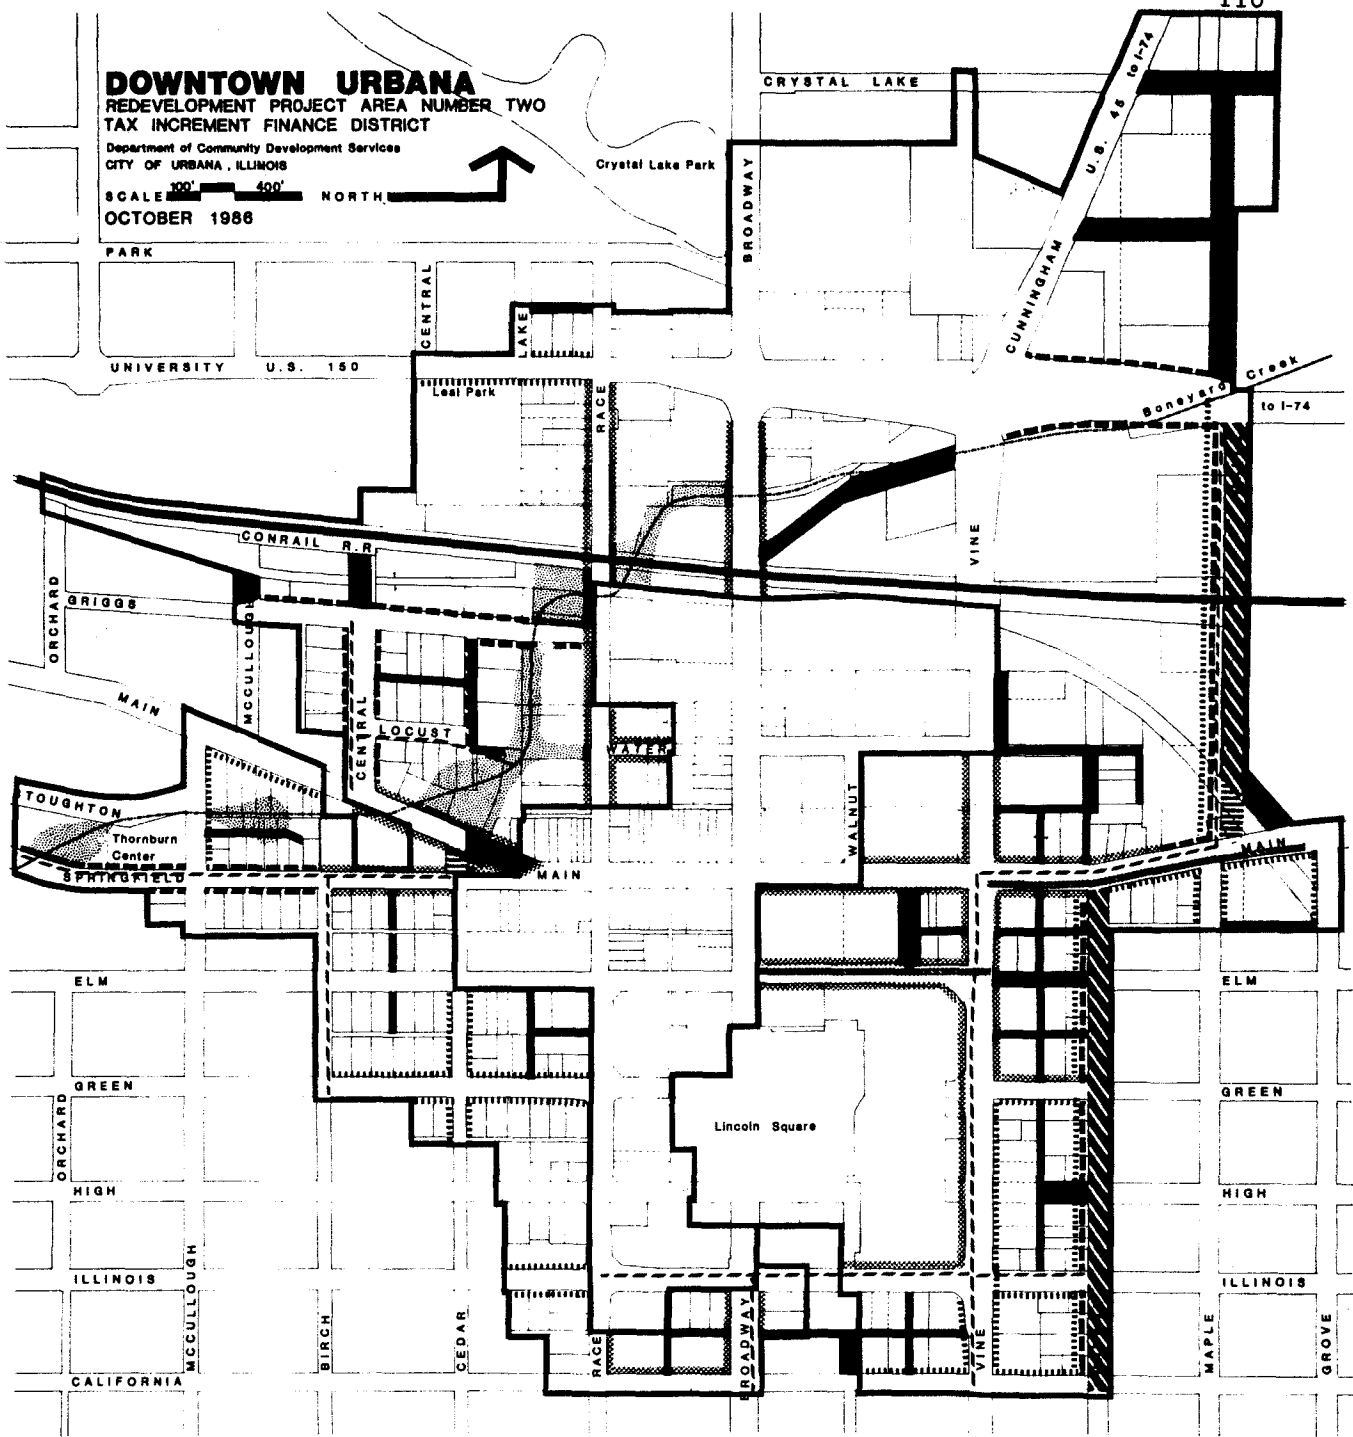 110
DOWNTOWN URBANA
REDEVELOPMENT PROJECT AREA NUMBER TWO
TAX INCREMENT FINANCE DISTRICT
Department of Community Development Services
CITY OF URBANA, ILLINOIS
SCALE 100' 400' NORTH
OCTOBER 1986
CRYSTAL LAKE
to I-74
U.S. 45
Crystal Lake Park
BROADWAY
PARK
CENTRAL
LAKE
CUNNINGHAM
UNIVERSITY U.S. 150
Leal Park
RACE
Boneyard Creek
to I-74
CONRAIL R.R
VINE
ORCHARD
GRIGGS
MCCULLOUGH
MAIN
CENTRAL
LOCUST
WATER
STOUGHTON
WALNUT
Thornburn
Center
SPRINGFIELD
MAIN
MAIN
ELM
ELM
GREEN
GREEN
ORCHARD
Lincoln Square
HIGH
HIGH
ILLINOIS
ILLINOIS
MCCULLOUGH
BIRCH
CEDAR
RACE
BROADWAY
VINE
MAPLE
GROVE
CALIFORNIA